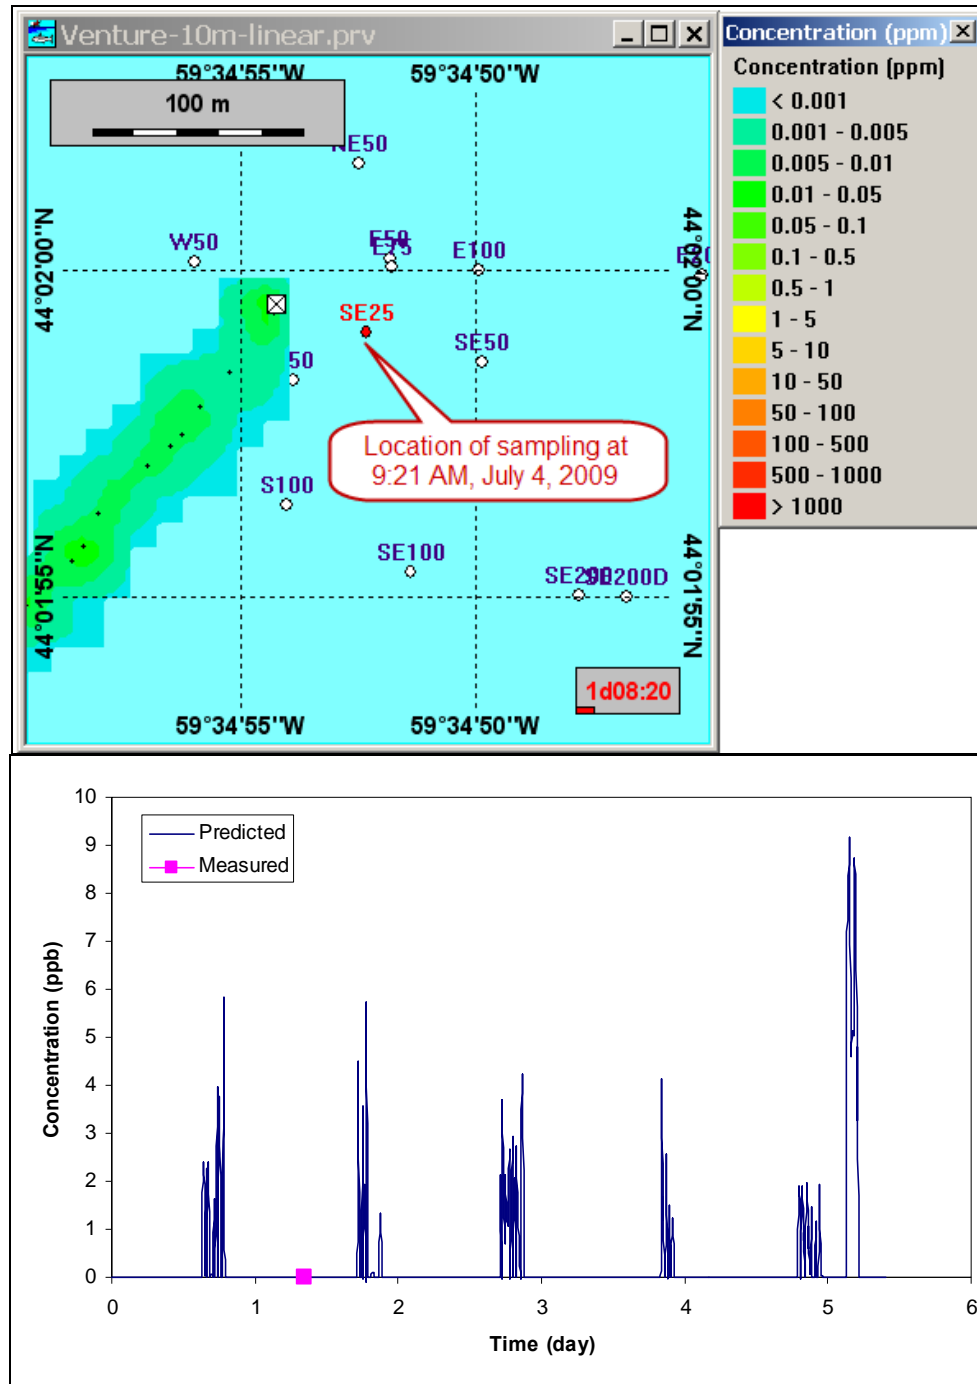 Venture-10m-linear.prv
Concentration (ppm)
Concentration (ppm)
< 0.001
0.001 - 0.005
0.005 - 0.01
0.01 - 0.05
0.05 - 0.1
0.1 - 0.5
0.5 - 1
1 - 5
5 - 10
10 - 50
50 - 100
100 - 500
500 - 1000
> 1000
59°34'55"W
59°34'50"W
100 m
NE50
W50
E50
E75
E100
44°02'00"N
44°02'00"N
SE25
SE50
50
Location of sampling at
9:21 AM, July 4, 2009
S100
SE100
SE200
SE200D
44°01'55"N
44°01'55"N
1d08:20
59°34'55"W
59°34'50"W
10
9
8
7
6
5
4
3
2
1
0
Concentration (ppb)
Predicted
Measured
0 1 2 3 4 5 6
Time (day)